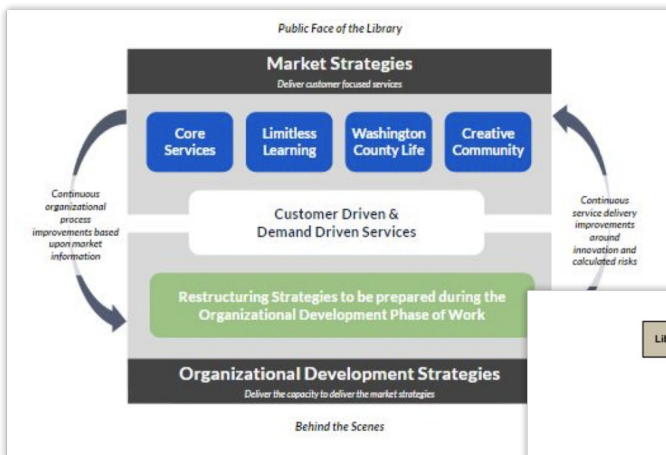 Public Face of the Library
Market Strategies
Deliver customer focused services
Core
Services
Limitless
Learning
Washington
County Life
Creative
Community
Continuous
organizational
process
improvements based
upon market
information
Customer Driven &
Demand Driven Services
Continuous
service delivery
improvements
around
innovation and
calculated risks
Restructuring Strategies to be prepared during the
Organizational Development Phase of Work
Organizational Development Strategies
Deliver the capacity to deliver the market strategies
Behind the Scenes